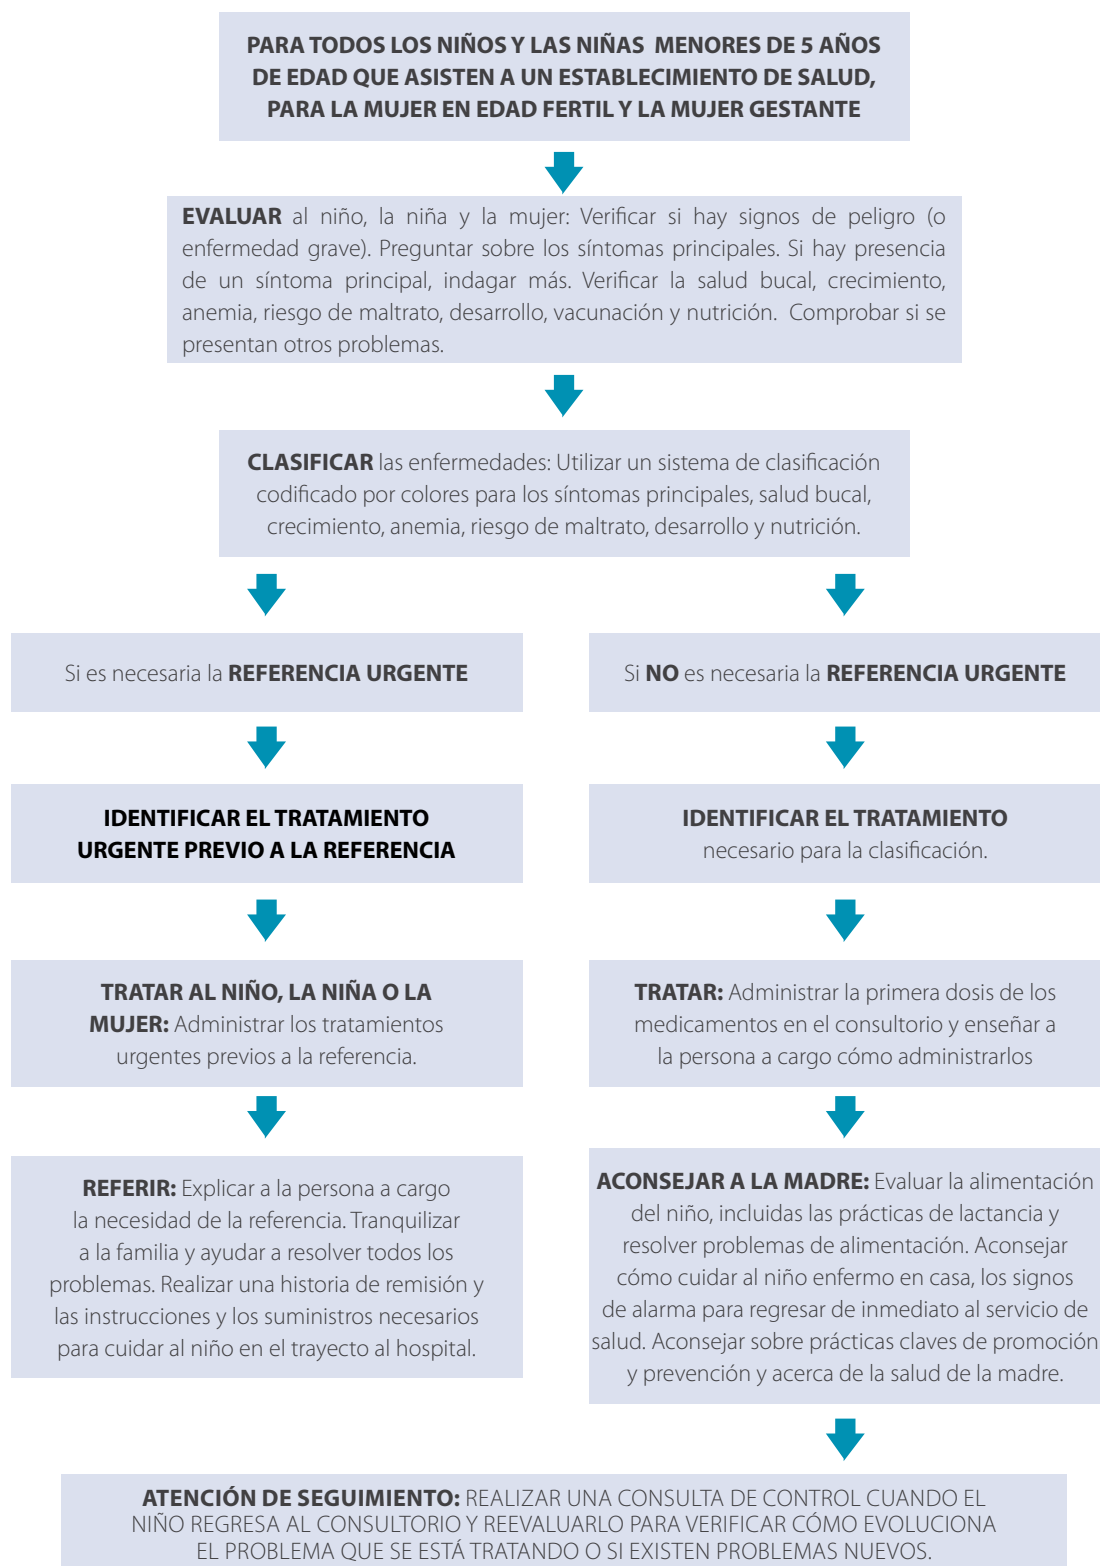 PARA TODOS LOS NIÑOS Y LAS NIÑAS MENORES DE 5 AÑOS
DE EDAD QUE ASISTEN A UN ESTABLECIMIENTO DE SALUD,
PARA LA MUJER EN EDAD FERTIL Y LA MUJER GESTANTE
EVALUAR al niño, la niña y la mujer: Verificar si hay signos de peligro (o
enfermedad grave). Preguntar sobre los síntomas principales. Si hay presencia
de un síntoma principal, indagar más. Verificar la salud bucal, crecimiento,
anemia, riesgo de maltrato, desarrollo, vacunación y nutrición. Comprobar si se
presentan otros problemas.
CLASIFICAR las enfermedades: Utilizar un sistema de clasificación
codificado por colores para los síntomas principales, salud bucal,
crecimiento, anemia, riesgo de maltrato, desarrollo y nutrición.
Si es necesaria la REFERENCIA URGENTE
IDENTIFICAR EL TRATAMIENTO
URGENTE PREVIO A LA REFERENCIA
TRATAR AL NIÑO, LA NIÑA O LA
MUJER: Administrar los tratamientos
urgentes previos a la referencia.
REFERIR: Explicar a la persona a cargo
la necesidad de la referencia. Tranquilizar
a la familia y ayudar a resolver todos los
problemas. Realizar una historia de remisión y
las instrucciones y los suministros necesarios
para cuidar al niño en el trayecto al hospital.
Si NO es necesaria la REFERENCIA URGENTE
IDENTIFICAR EL TRATAMIENTO
necesario para la clasificación.
TRATAR: Administrar la primera dosis de los
medicamentos en el consultorio y enseñar a
la persona a cargo cómo administrarlos
ACONSEJAR A LA MADRE: Evaluar la alimentación
del niño, incluidas las prácticas de lactancia y
resolver problemas de alimentación. Aconsejar
cómo cuidar al niño enfermo en casa, los signos
de alarma para regresar de inmediato al servicio de
salud. Aconsejar sobre prácticas claves de promoción
y prevención y acerca de la salud de la madre.
ATENCIÓN DE SEGUIMIENTO: REALIZAR UNA CONSULTA DE CONTROL CUANDO EL
NIÑO REGRESA AL CONSULTORIO Y REEVALUARLO PARA VERIFICAR CÓMO EVOLUCIONA
EL PROBLEMA QUE SE ESTÁ TRATANDO O SI EXISTEN PROBLEMAS NUEVOS.